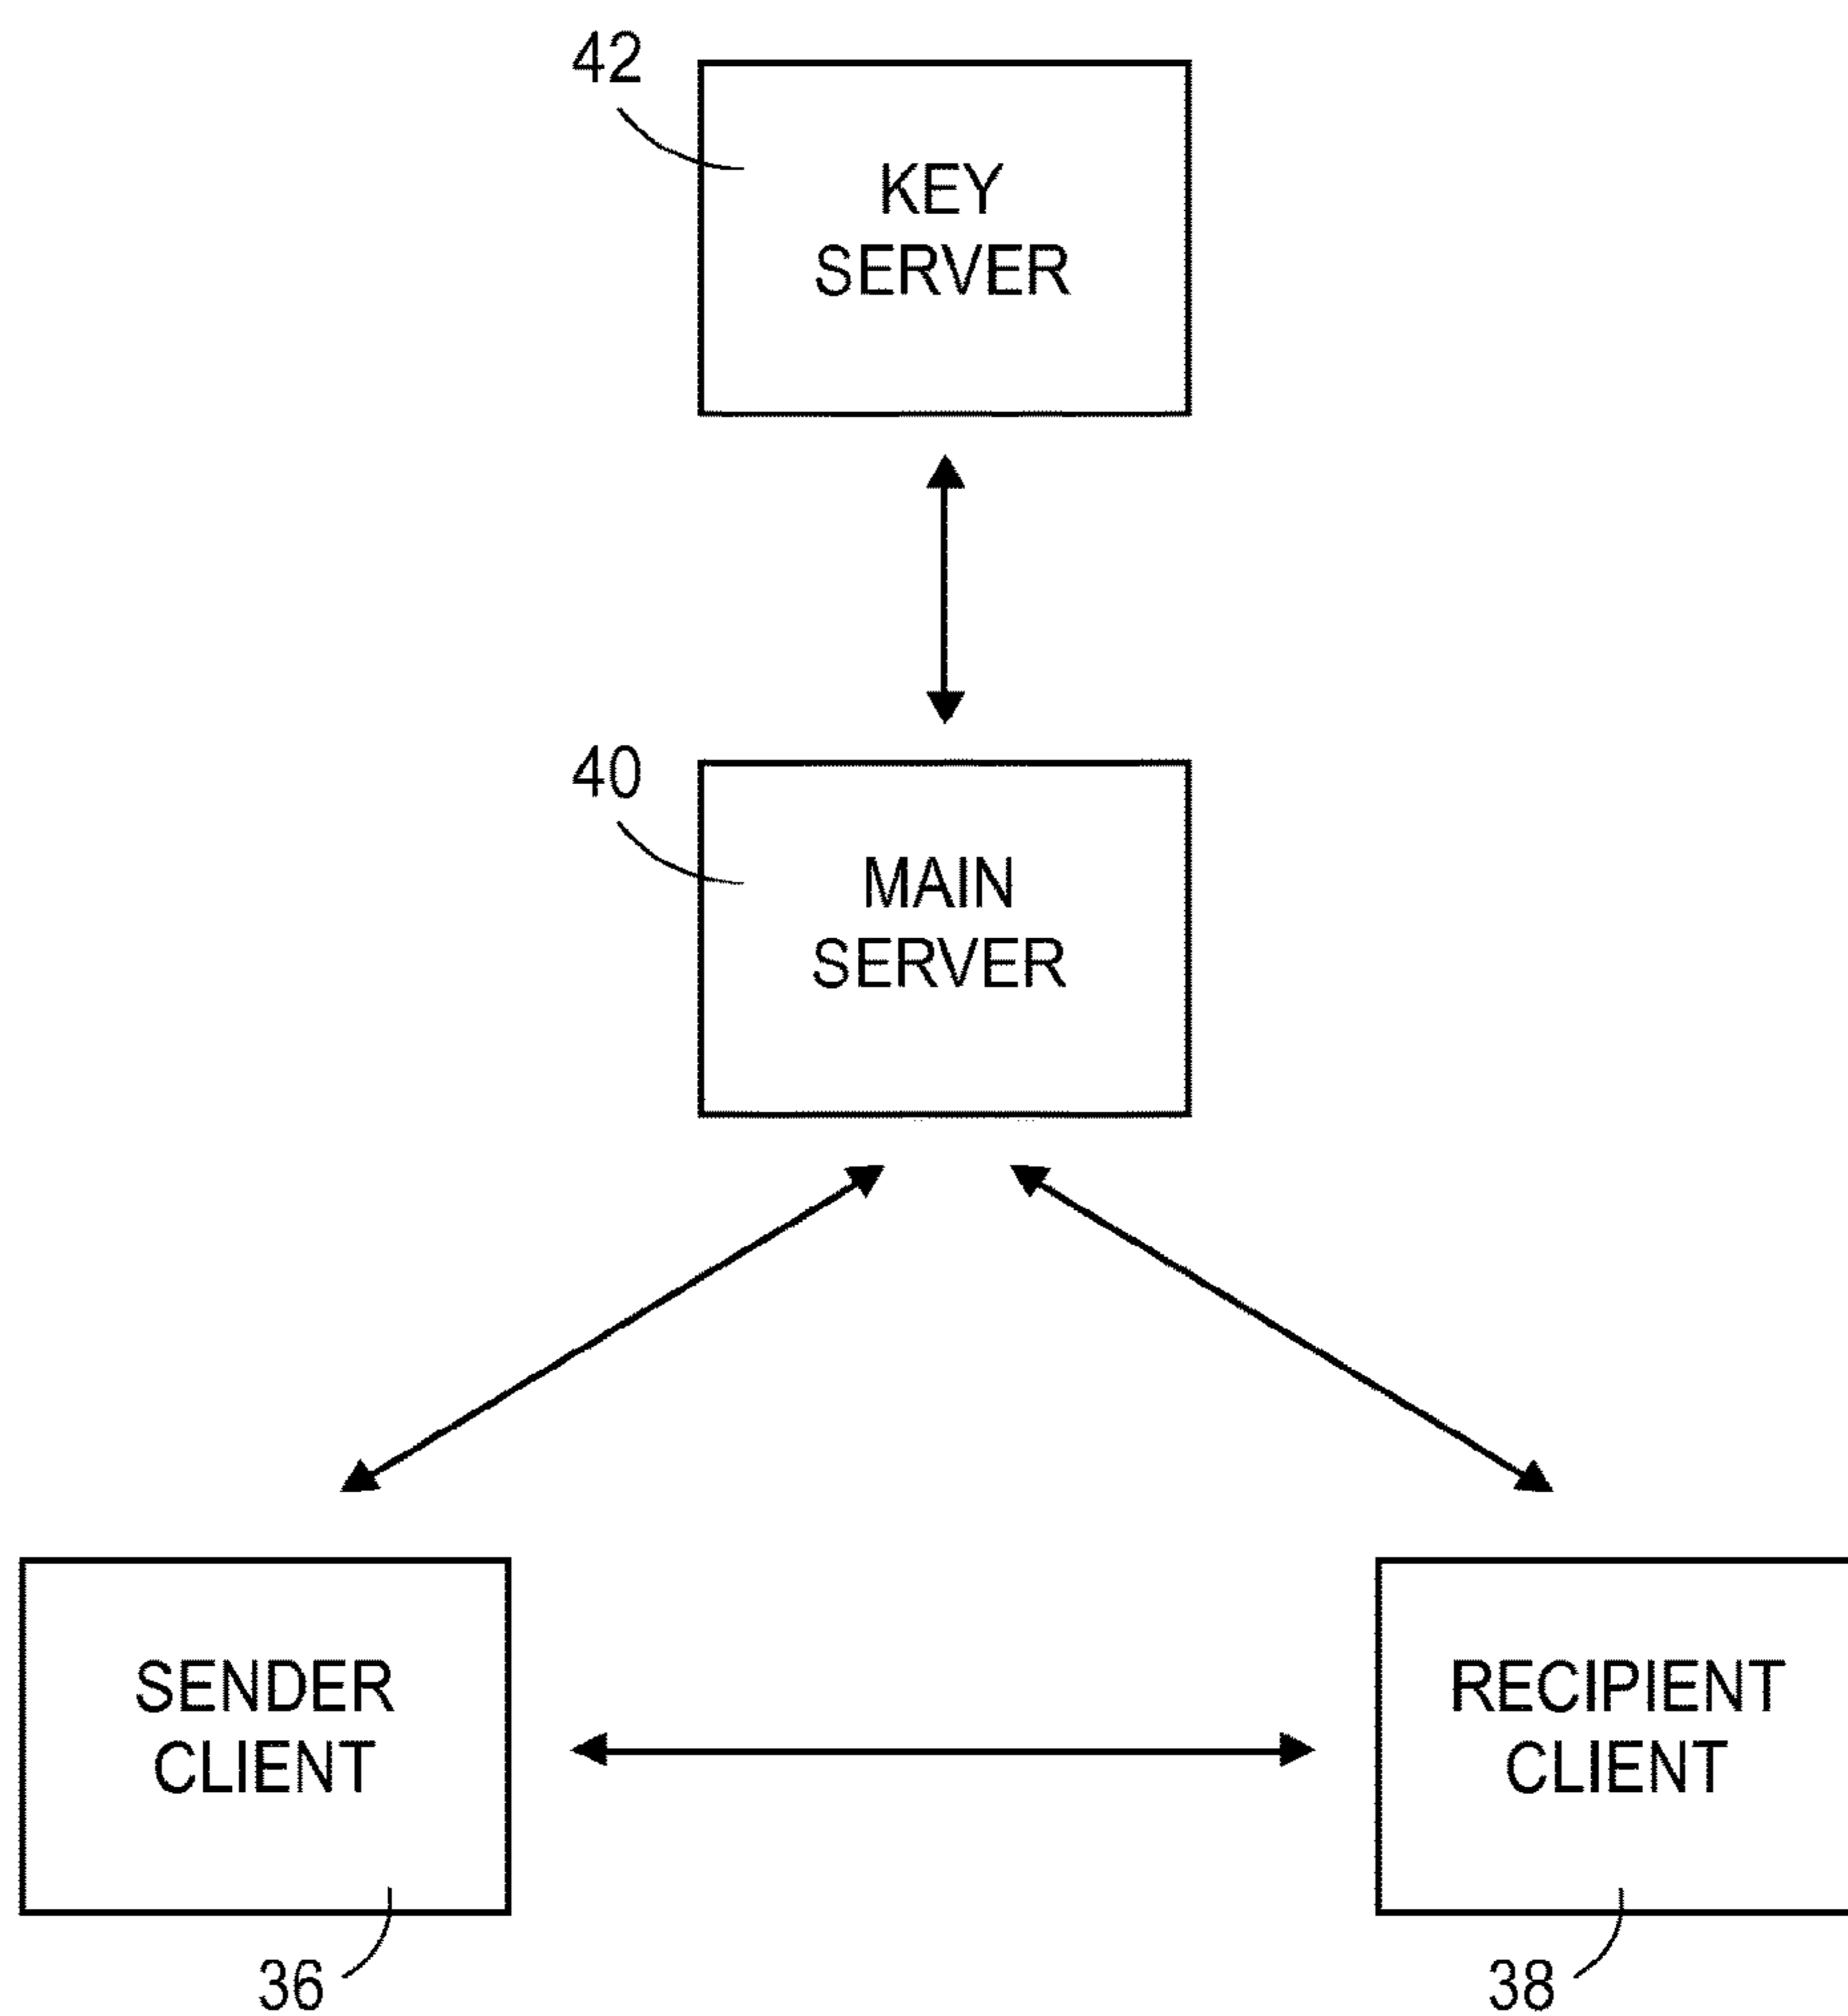 42
KEY
SERVER
40
MAIN
SERVER
SENDER
CLIENT
RECIPIENT
CLIENT
36
38